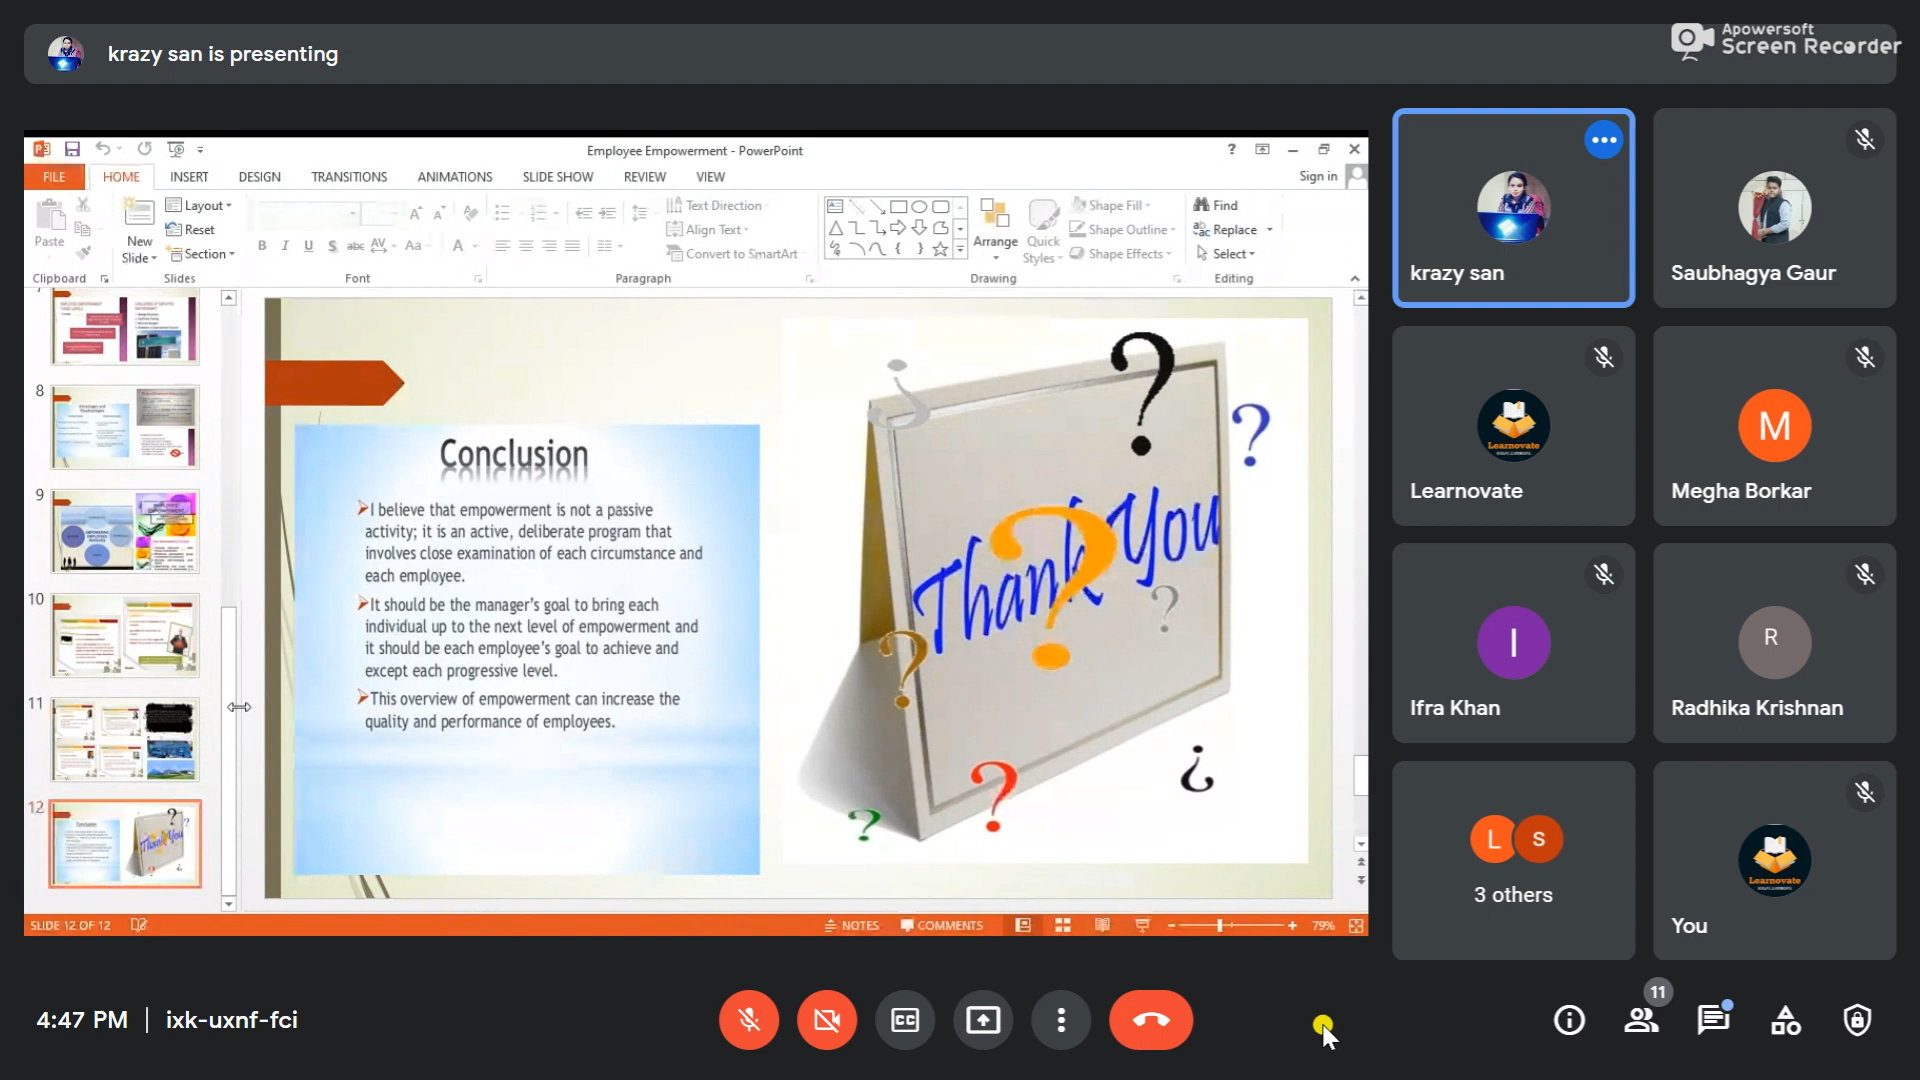 krazy san is presenting
Apowersoft
Screen Recorder
Employee Empowerment - PowerPoint
FILE HOME INSERT DESIGN TRANSITIONS ANIMATIONS SLIDE SHOW REVIEW VIEW
Sign in
Paste
New
Slide
Layout
Reset
Section
Text Direction
Align Text
Convert to SmartArt
Arrange
Quick
Styles
Shape Fill
Shape Outline
Shape Effects
Find
Replace
Select
Clipboard Slides Font Paragraph Drawing Editing
8
9
10
11
12
Conclusion
I believe that empowerment is not a passive
activity; it is an active, deliberate program that
involves close examination of each circumstance and
each employee.
It should be the manager's goal to bring each
individual up to the next level of empowerment and
it should be each employee's goal to achieve and
except each progressive level.
This overview of empowerment can increase the
quality and performance of employees.
Thank You
SLIDE 12 OF 12
NOTES COMMENTS 79%
krazy san
Saubhagya Gaur
Learnovate
Learnovate
M
Megha Borkar
I
Ifra Khan
R
Radhika Krishnan
L S
3 others
Learnovate
You
4:47 PM | ixk-uxnf-fci
CC
11